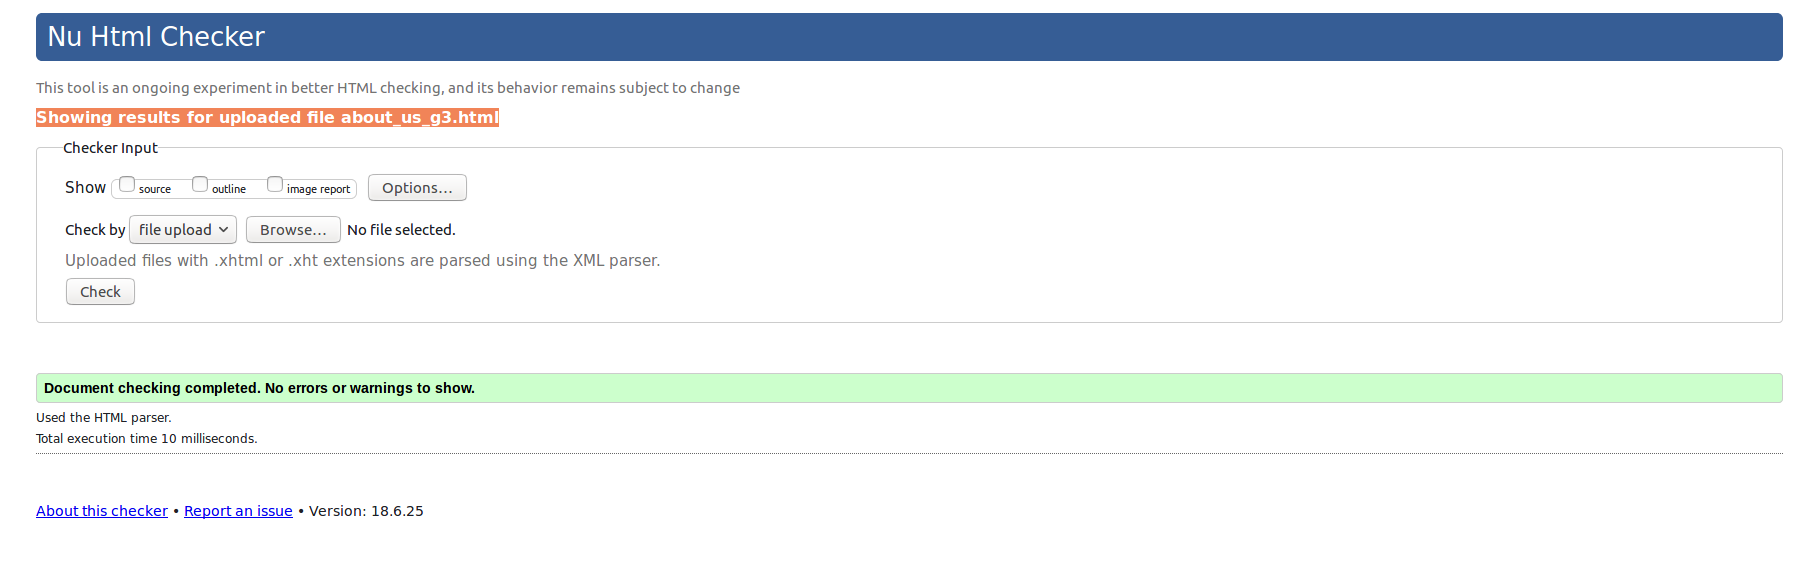 Nu Html Checker
This tool is an ongoing experiment in better HTML checking, and its behavior remains subject to change
Showing results for uploaded file about_us_g3.html
Checker Input
Show source outline image report Options...
Check by file upload Browse... No file selected.
Uploaded files with .xhtml or .xht extensions are parsed using the XML parser.
Check
Document checking completed. No errors or warnings to show.
Used the HTML parser.
Total execution time 10 milliseconds.
About this checker • Report an issue • Version: 18.6.25